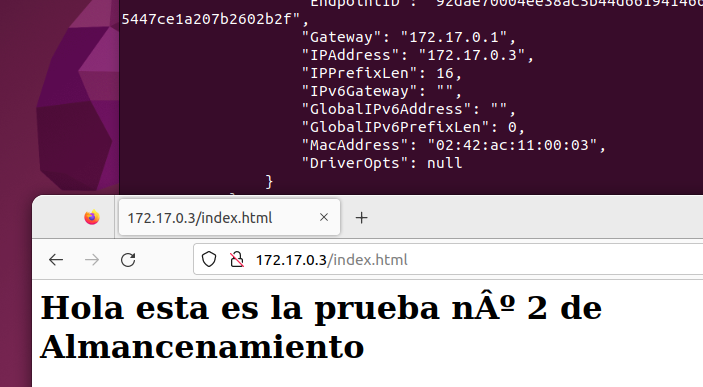 "EndpointID": "92dae70004ee38ac5b44d66194146
5447ce1a207b2602b2f",
"Gateway": "172.17.0.1",
"IPAddress": "172.17.0.3",
"IPPrefixLen": 16,
"IPv6Gateway": "",
"GlobalIPv6Address": "",
"GlobalIPv6PrefixLen": 0,
"MacAddress": "02:42:ac:11:00:03",
"DriverOpts": null
}
172.17.0.3/index.html
172.17.0.3/index.html
Hola esta es la prueba nÂº 2 de
Almancenamiento